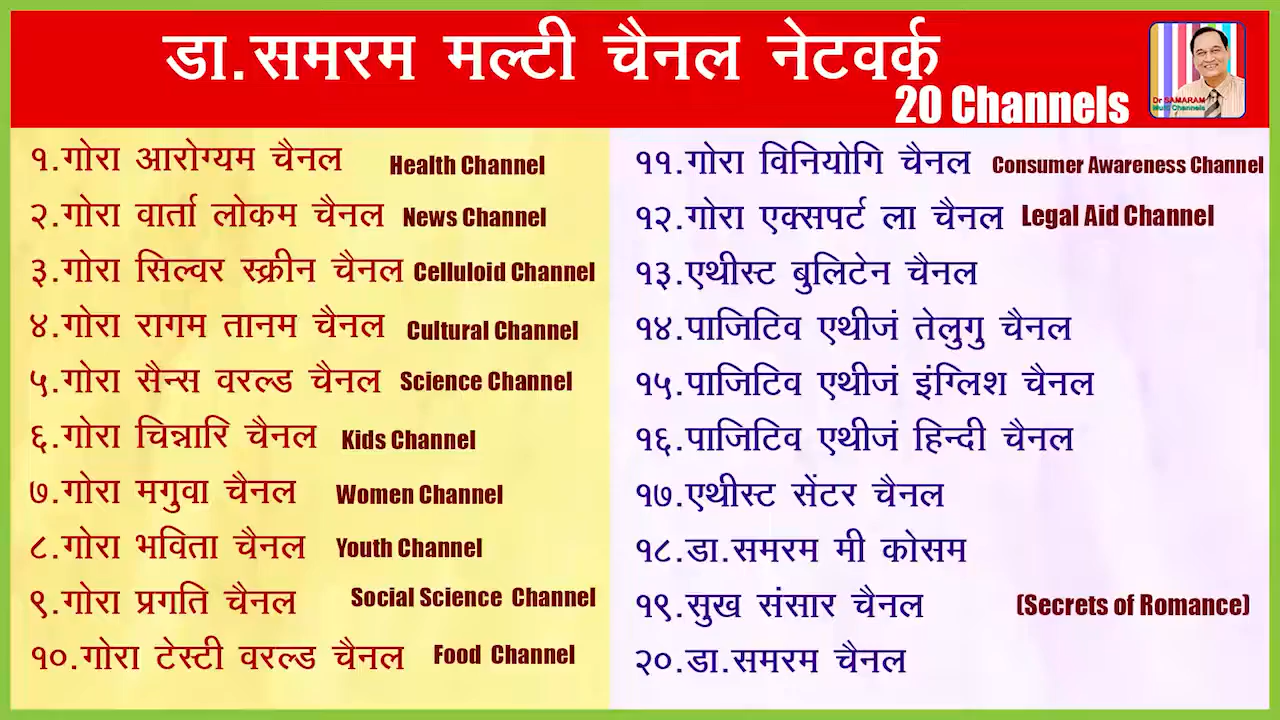 डा.समरम मल्टी चैनल नेटवर्क
20 Channels
Dr SAMARAM
Multi Channels
१.गोरा आरोग्यम चैनल Health Channel
२.गोरा वार्ता लोकम चैनल News Channel
३.गोरा सिल्वर स्क्रीन चैनल Celluloid Channel
४.गोरा रागम तानम चैनल Cultural Channel
५.गोरा सैन्स वरल्ड चैनल Science Channel
६.गोरा चिन्नारि चैनल Kids Channel
७.गोरा मगुवा चैनल Women Channel
८.गोरा भविता चैनल Youth Channel
९.गोरा प्रगति चैनल Social Science Channel
१०.गोरा टेस्टी वरल्ड चैनल Food Channel
११.गोरा विनियोगि चैनल Consumer Awareness Channel
१२.गोरा एक्सपर्ट ला चैनल Legal Aid Channel
१३.एथीस्ट बुलिटेन चैनल
१४.पाजिटिव एथीजं तेलुगु चैनल
१५.पाजिटिव एथीजं इंग्लिश चैनल
१६.पाजिटिव एथीजं हिन्दी चैनल
१७.एथीस्ट सेंटर चैनल
१८.डा.समरम मी कोसम
१९.सुख संसार चैनल (Secrets of Romance)
२०.डा.समरम चैनल